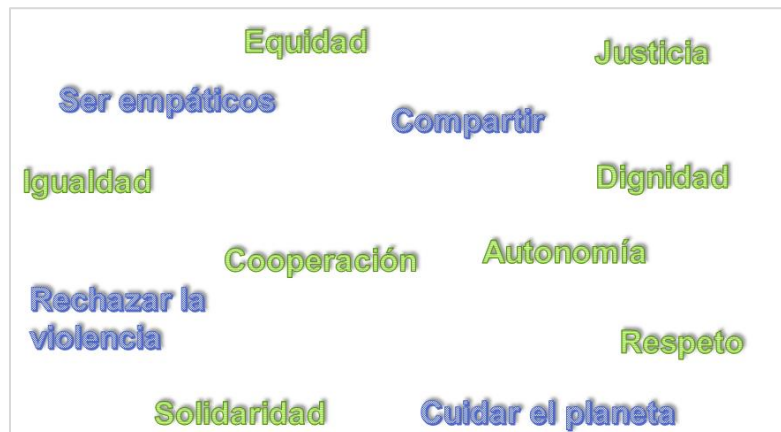 Equidad
Justicia
Ser empáticos
Compartir
Igualdad
Dignidad
Cooperación
Autonomía
Rechazar la
violencia
Respeto
Solidaridad
Cuidar el planeta